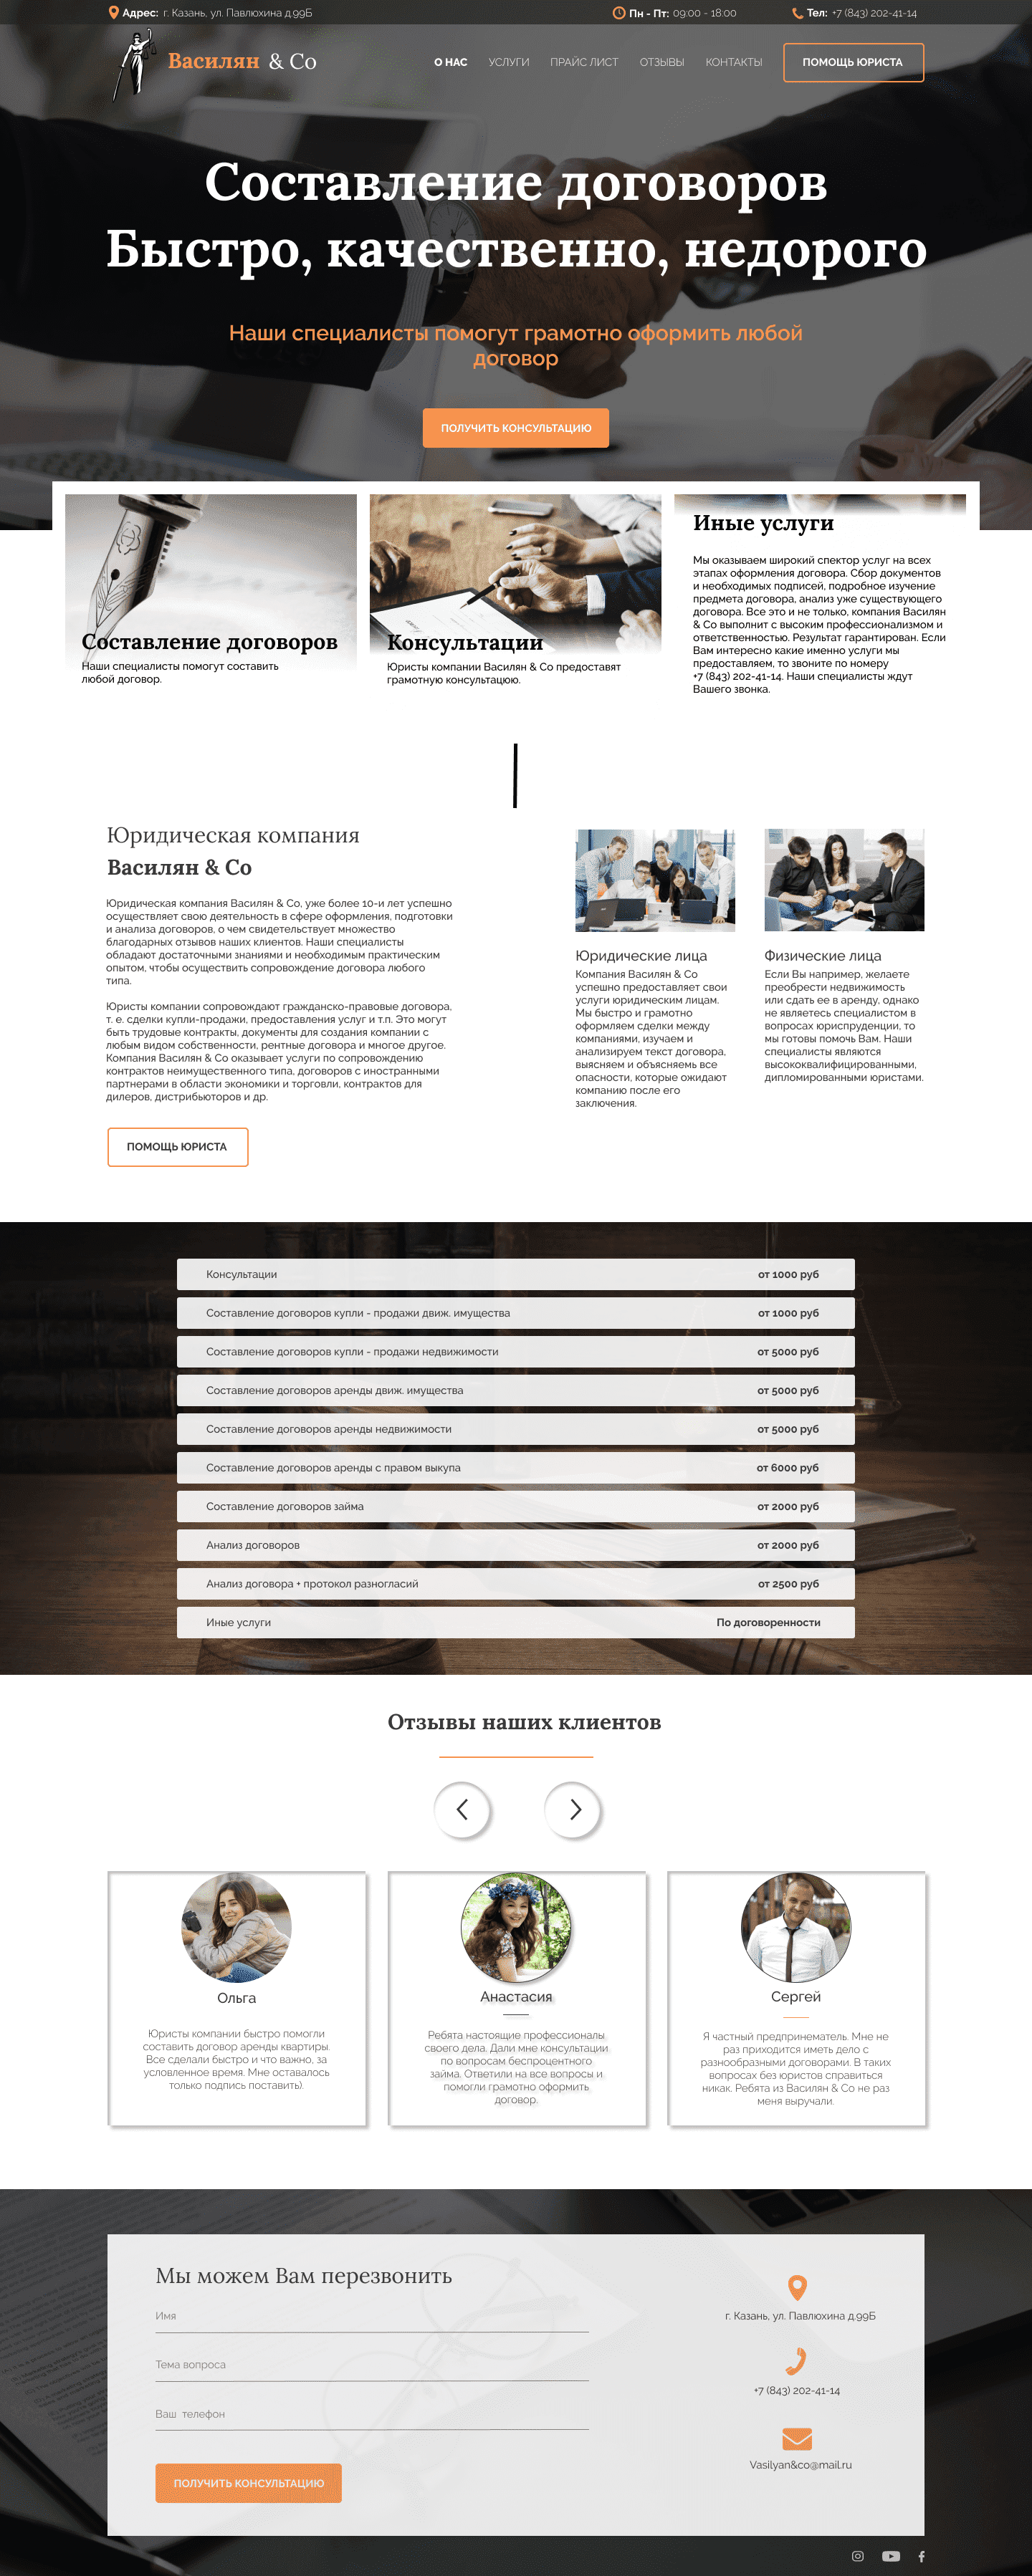 Адрес: г. Казань, ул. Павлюхина д.99Б
Пн - Пт: 09:00 - 18:00
Тел: +7 (843) 202-41-14
Василян & Co
О НАС
УСЛУГИ
ПРАЙС ЛИСТ
ОТЗЫВЫ
КОНТАКТЫ
ПОМОЩЬ ЮРИСТА
Составление договоров
Быстро, качественно, недорого
Наши специалисты помогут грамотно оформить любой
договор
ПОЛУЧИТЬ КОНСУЛЬТАЦИЮ
Составление договоров
Наши специалисты помогут составить
любой договор.
Консультации
Юристы компании Василян & Co предоставят
грамотную консультацюю.
Иные услуги
Мы оказываем широкий спектор услуг на всех
этапах оформления договора. Сбор документов
и необходимых подписей, подробное изучение
предмета договора, анализ уже существующего
договора. Все это и не только, компания Василян
& Co выполнит с высоким профессионализмом и
ответственностью. Результат гарантирован. Если
Вам интересно какие именно услуги мы
предоставляем, то звоните по номеру
+7 (843) 202-41-14. Наши специалисты ждут
Вашего звонка.
Юридическая компания
Василян & Co
Юридическая компания Василян & Co, уже более 10-и лет успешно
осуществляет свою деятельность в сфере оформления, подготовки
и анализа договоров, о чем свидетельствует множество
благодарных отзывов наших клиентов. Наши специалисты
обладают достаточными знаниями и необходимым практическим
опытом, чтобы осуществить сопровождение договора любого
типа.
Юристы компании сопровождают гражданско-правовые договора,
т. е. сделки купли-продажи, предоставления услуг и т.п. Это могут
быть трудовые контракты, документы для создания компании с
любым видом собственности, рентные договора и многое другое.
Компания Василян & Co оказывает услуги по сопровождению
контрактов неимущественного типа, договоров с иностранными
партнерами в области экономики и торговли, контрактов для
дилеров, дистрибьюторов и др.
ПОМОЩЬ ЮРИСТА
Юридические лица
Компания Василян & Co
успешно предоставляет свои
услуги юридическим лицам.
Мы быстро и грамотно
оформляем сделки между
компаниями, изучаем и
анализируем текст договора,
выясняем и объясняемь все
опасности, которые ожидают
компанию после его
заключения.
Физические лица
Если Вы например, желаете
преобрести недвижимость
или сдать ее в аренду, однако
не являетесь специалистом в
вопросах юриспруденции, то
мы готовы помочь Вам. Наши
специалисты являются
высококвалифицированными,
дипломированными юристами.
Консультации от 1000 руб
Составление договоров купли - продажи движ. имущества от 1000 руб
Составление договоров купли - продажи недвижимости от 5000 руб
Составление договоров аренды движ. имущества от 5000 руб
Составление договоров аренды недвижимости от 5000 руб
Составление договоров аренды с правом выкупа от 6000 руб
Составление договоров займа от 2000 руб
Анализ договоров от 2000 руб
Анализ договора + протокол разногласий от 2500 руб
Иные услуги По договоренности
Отзывы наших клиентов
Ольга
Юристы компании быстро помогли
составить договор аренды квартиры.
Все сделали быстро и что важно, за
условленное время. Мне оставалось
только подпись поставить).
Анастасия
Ребята настоящие профессионалы
своего дела. Дали мне консультации
по вопросам беспроцентного
займа. Ответили на все вопросы и
помогли грамотно оформить
договор.
Сергей
Я частный предпринематель. Мне не
раз приходится иметь дело с
разнообразными договорами. В таких
вопросах без юристов справиться
никак. Ребята из Василян & Co не раз
меня выручали.
Мы можем Вам перезвонить
Имя
Тема вопроса
Ваш телефон
ПОЛУЧИТЬ КОНСУЛЬТАЦИЮ
г. Казань, ул. Павлюхина д.99Б
+7 (843) 202-41-14
Vasilyan&co@mail.ru